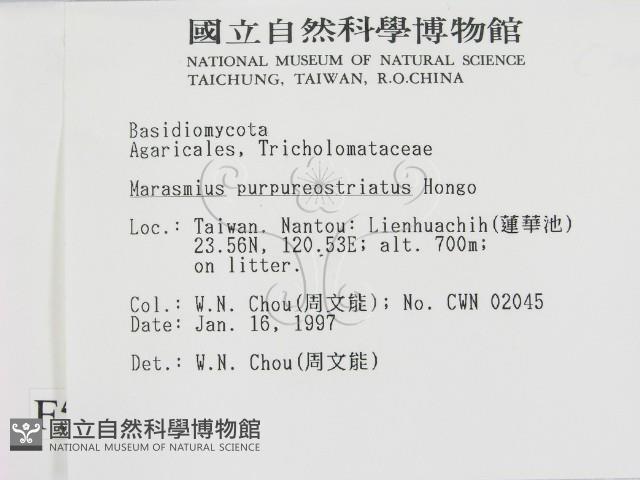 國立自然科學博物館
NATIONAL MUSEUM OF NATURAL SCIENCE
TAICHUNG, TAIWAN, R.O.CHINA
Basidiomycota
Agaricales, Tricholomataceae
Marasmius purpureostriatus Hongo
Loc.: Taiwan. Nantou: Lienhuachih(蓮華池)
23.56N, 120.53E; alt. 700m;
on litter.
Col.: W.N. Chou(周文能); No. CWN 02045
Date: Jan. 16, 1997
Det.: W.N. Chou(周文能)
國立自然科學博物館
NATIONAL MUSEUM OF NATURAL SCIENCE